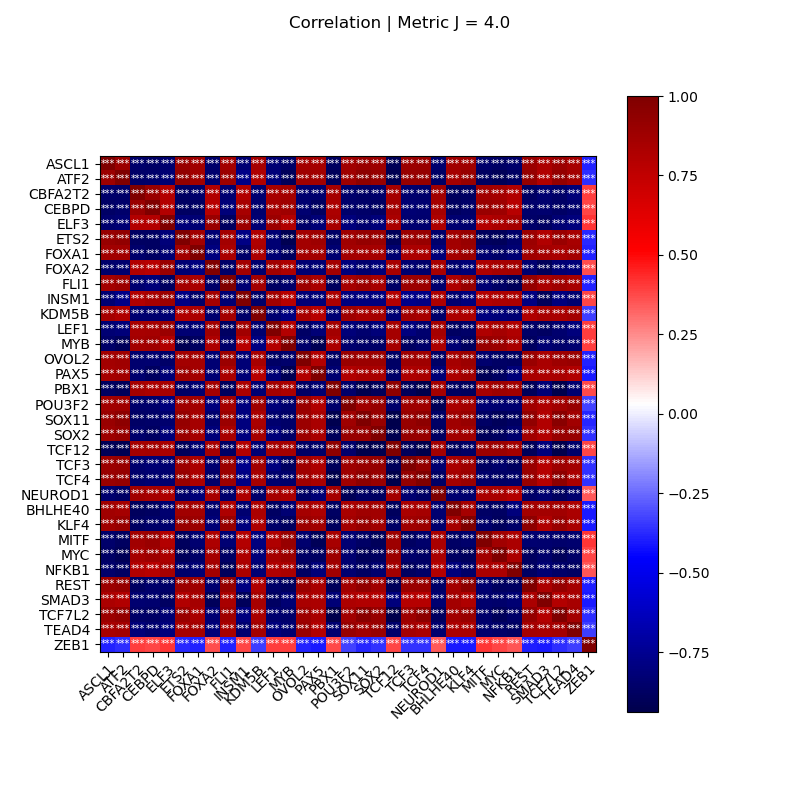 Correlation | Metric J = 4.0
1.00
0.75
0.50
0.25
0.00
−0.25
−0.50
−0.75
ASCL1
ATF2
CBFA2T2
CEBPD
ELF3
ETS2
FOXA1
FOXA2
FLI1
INSM1
KDM5B
LEF1
MYB
OVOL2
PAX5
PBX1
POU3F2
SOX11
SOX2
TCF12
TCF3
TCF4
NEUROD1
BHLHE40
KLF4
MITF
MYC
NFKB1
REST
SMAD3
TCF7L2
TEAD4
ZEB1
ASCL1
ATF2
CBFA2T2
CEBPD
ELF3
ETS2
FOXA1
FOXA2
FLI1
INSM1
KDM5B
LEF1
MYB
OVOL2
PAX5
PBX1
POU3F2
SOX11
SOX2
TCF12
TCF3
TCF4
NEUROD1
BHLHE40
KLF4
MITF
MYC
NFKB1
REST
SMAD3
TCF7L2
TEAD4
ZEB1